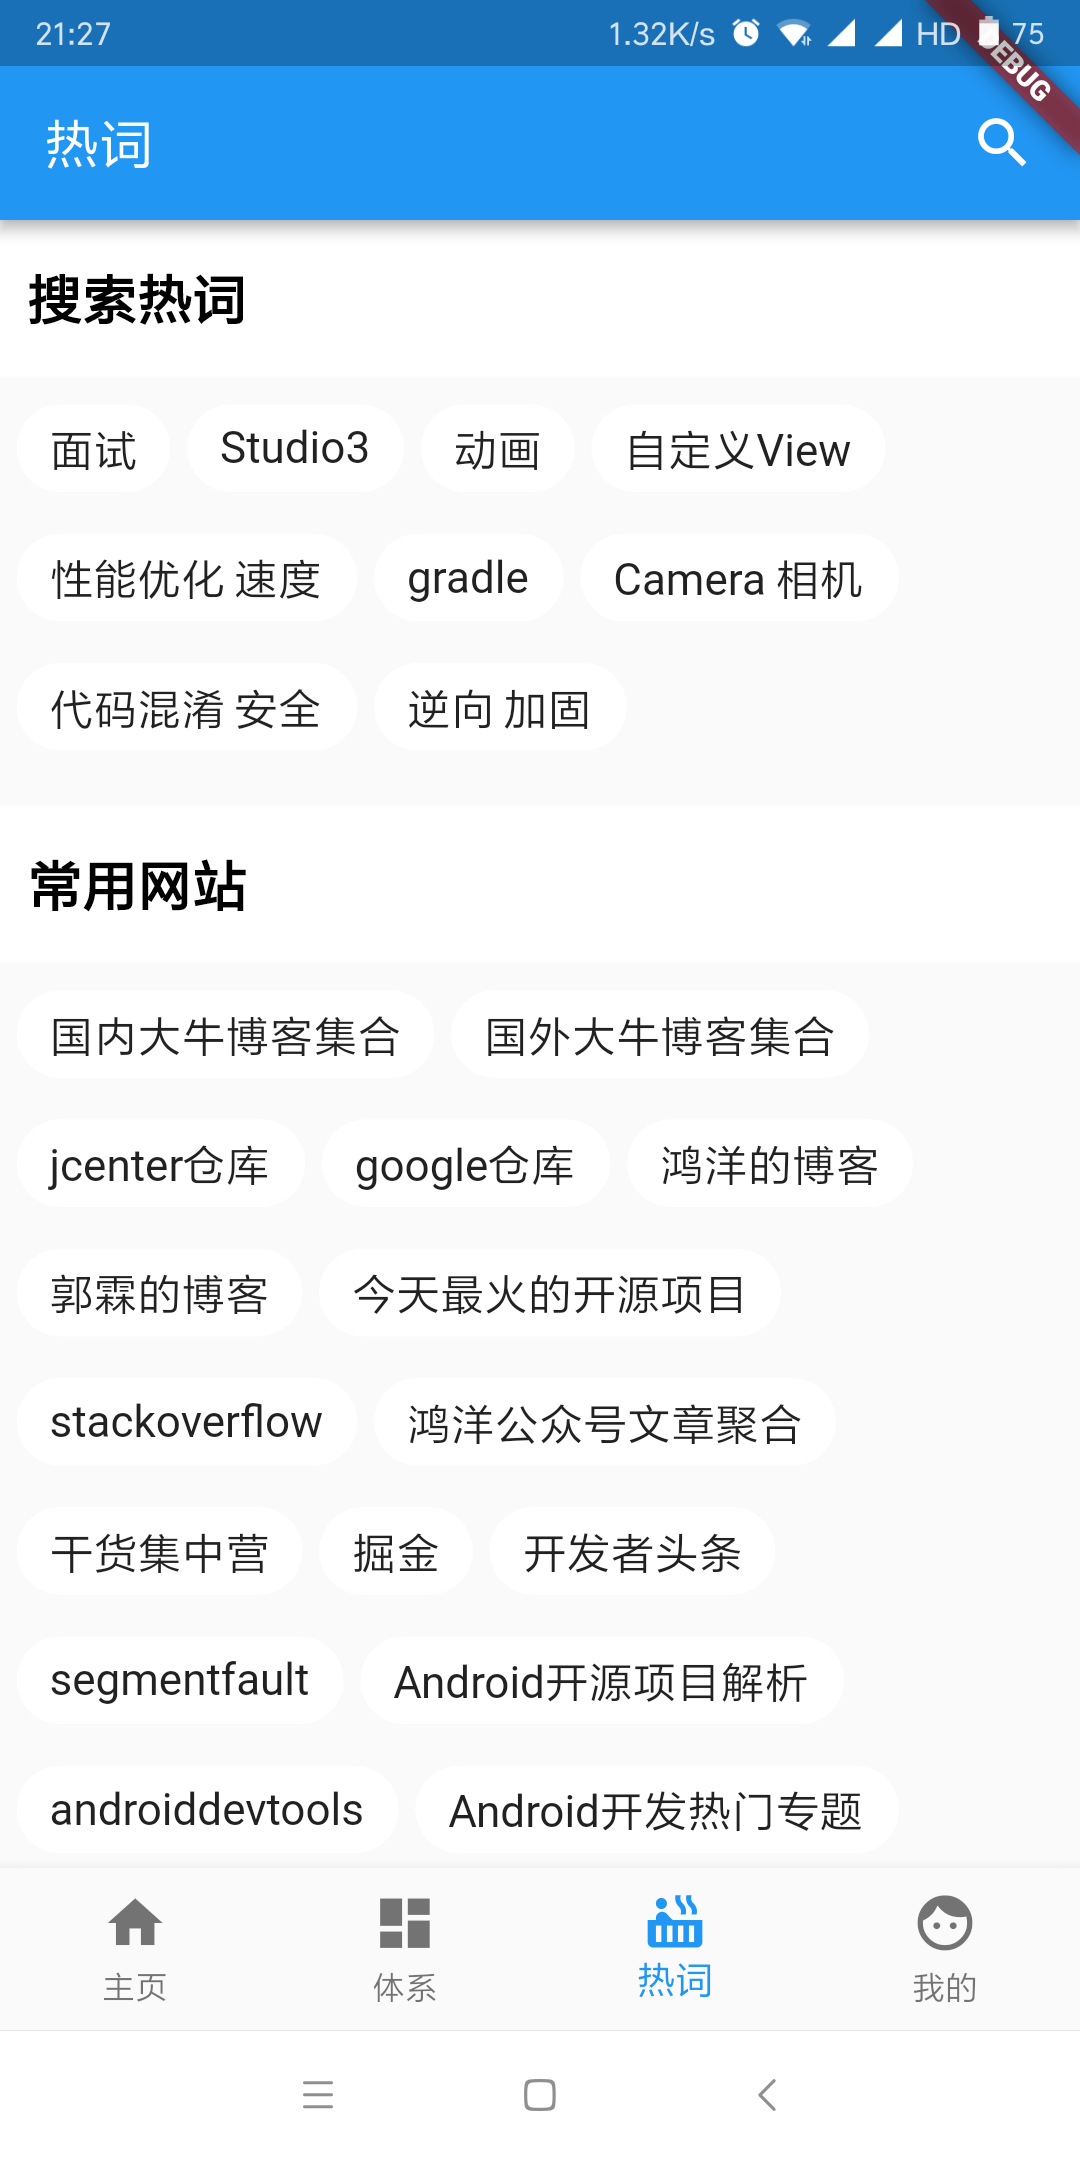 21:27 1.32K/s HD 75
DEBUG
热词
搜索热词
面试 Studio3 动画 自定义View
性能优化 速度 gradle Camera 相机
代码混淆 安全 逆向 加固
常用网站
国内大牛博客集合 国外大牛博客集合
jcenter仓库 google仓库 鸿洋的博客
郭霖的博客 今天最火的开源项目
stackoverflow 鸿洋公众号文章聚合
干货集中营 掘金 开发者头条
segmentfault Android开源项目解析
androiddevtools Android开发热门专题
主页 体系 热词 我的